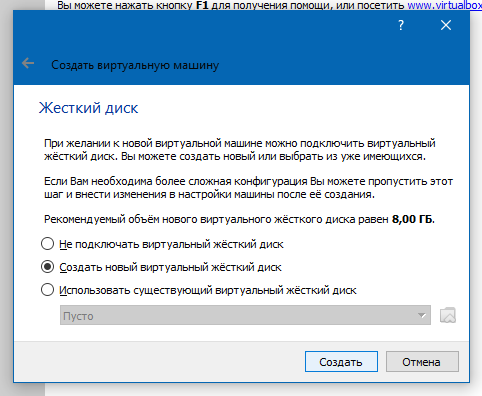 Вы можете нажать кнопку F1 для получения помощи, или посетить www.virtualbox
?
Создать виртуальную машину
Жесткий диск
При желании к новой виртуальной машине можно подключить виртуальный
жёсткий диск. Вы можете создать новый или выбрать из уже имеющихся.
Если Вам необходима более сложная конфигурация Вы можете пропустить этот
шаг и внести изменения в настройки машины после её создания.
Рекомендуемый объём нового виртуального жёсткого диска равен 8,00 ГБ.
Не подключать виртуальный жёсткий диск
Создать новый виртуальный жёсткий диск
Использовать существующий виртуальный жёсткий диск
Пусто
Создать
Отмена